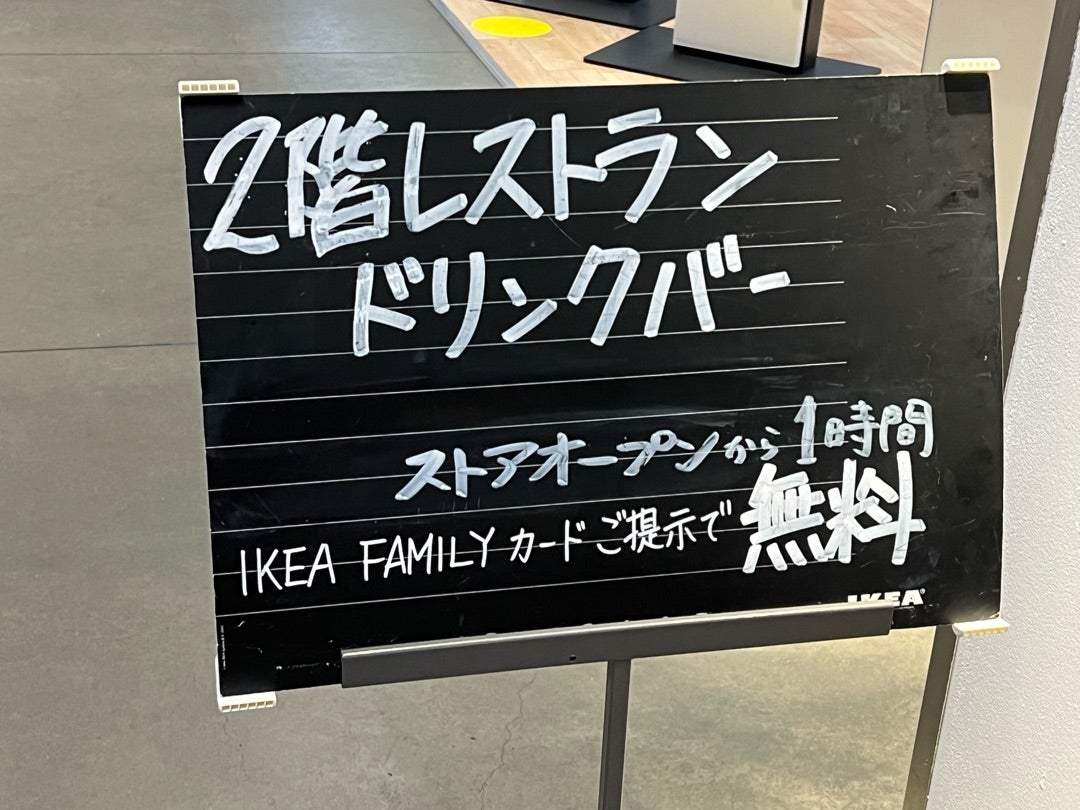 2階レストラン
ドリンクバー
ストアオープンから1時間
IKEA FAMILYカードご提示で無料
IKEA